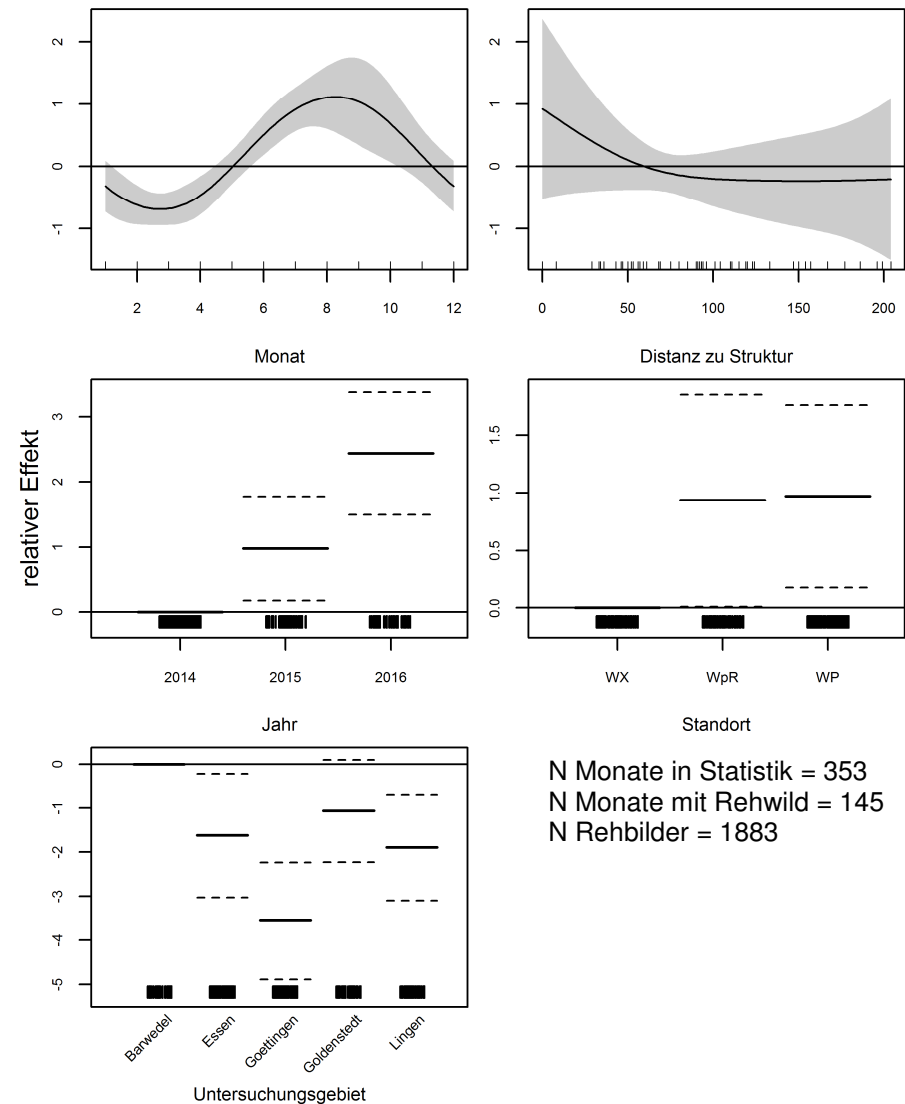 2
1
0
-1
2 4 6 8 10 12
Monat
2
1
0
-1
0 50 100 150 200
Distanz zu Struktur
relativer Effekt
3
2
1
0
2014 2015 2016
Jahr
1.5
1.0
0.5
0.0
WX WpR WP
Standort
0
-1
-2
-3
-4
-5
Barwedel Essen Goettingen Goldenstedt Lingen
Untersuchungsgebiet
N Monate in Statistik = 353
N Monate mit Rehwild = 145
N Rehbilder = 1883